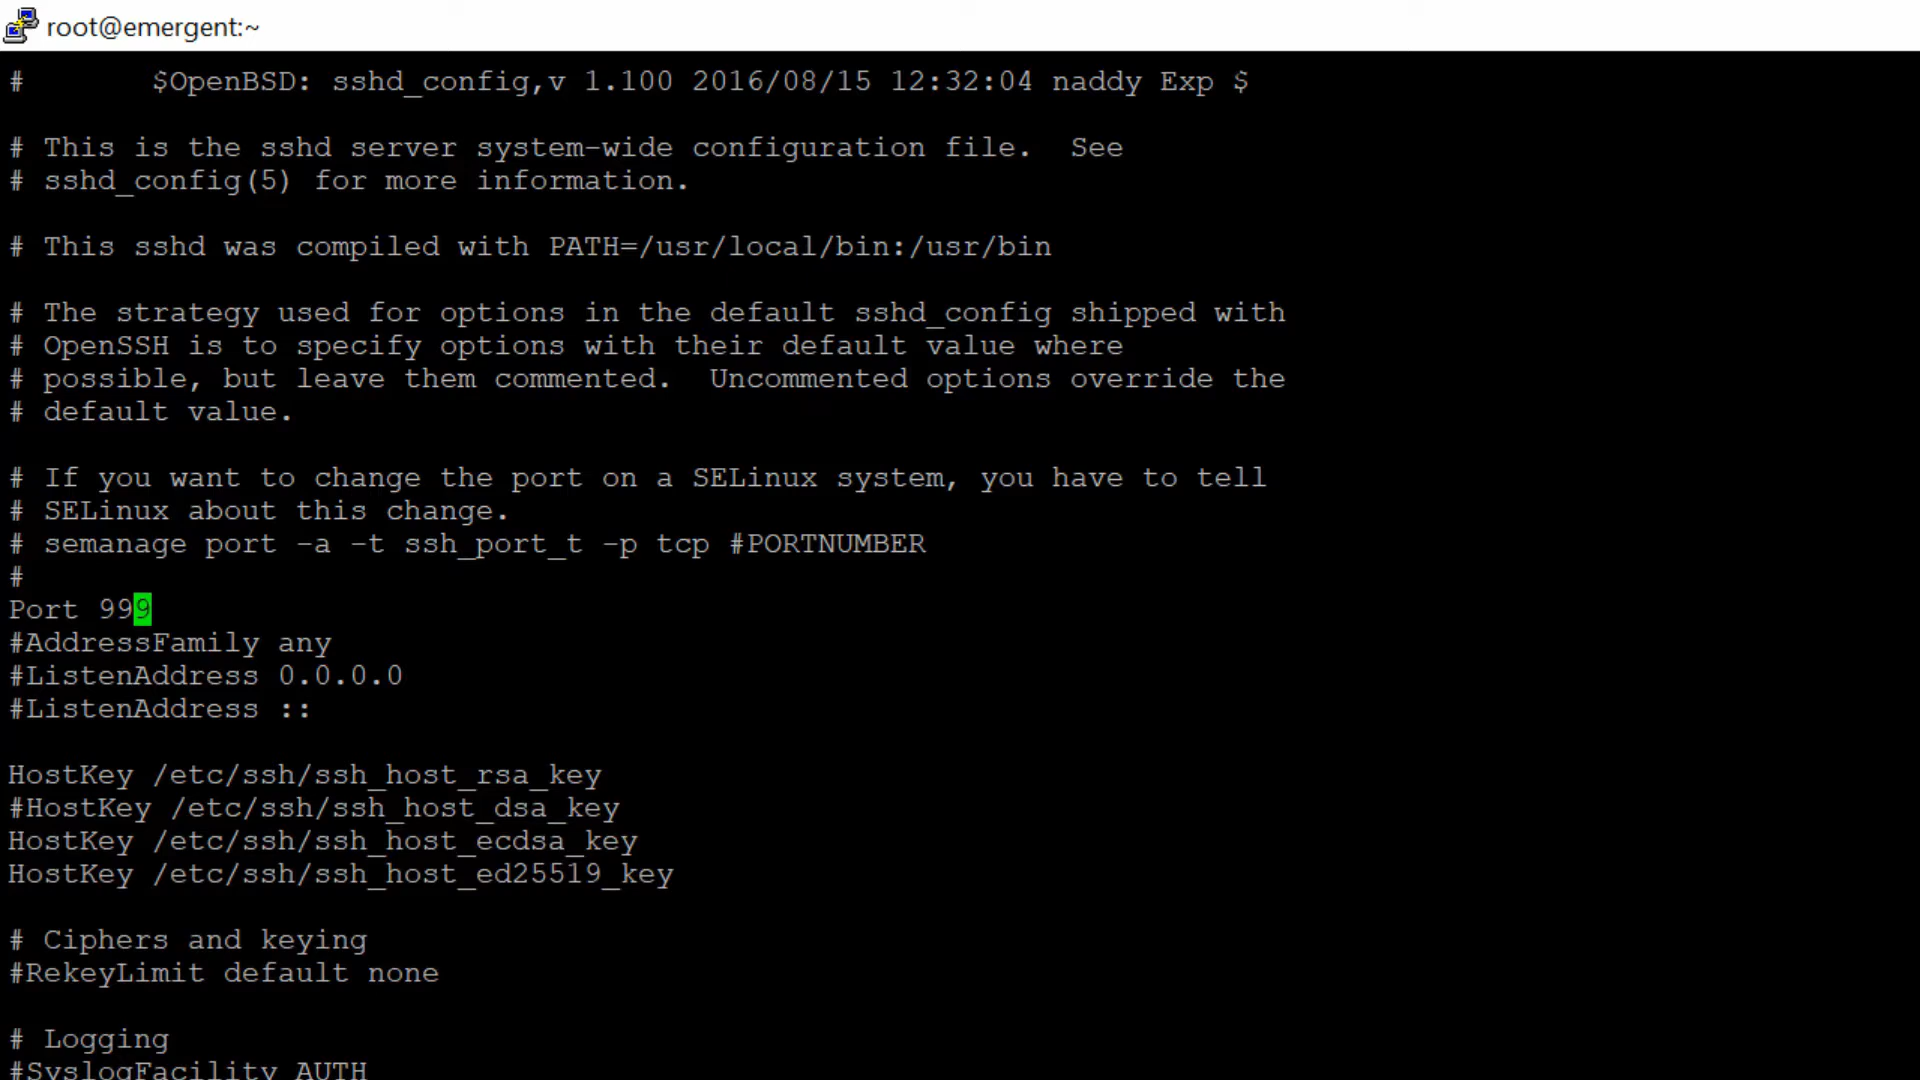 root@emergent:~
#       $OpenBSD: sshd_config,v 1.100 2016/08/15 12:32:04 naddy Exp $
# This is the sshd server system-wide configuration file.  See
# sshd_config(5) for more information.
# This sshd was compiled with PATH=/usr/local/bin:/usr/bin
# The strategy used for options in the default sshd_config shipped with
# OpenSSH is to specify options with their default value where
# possible, but leave them commented.  Uncommented options override the
# default value.
# If you want to change the port on a SELinux system, you have to tell
# SELinux about this change.
# semanage port -a -t ssh_port_t -p tcp #PORTNUMBER
#
Port 999
#AddressFamily any
#ListenAddress 0.0.0.0
#ListenAddress ::
HostKey /etc/ssh/ssh_host_rsa_key
#HostKey /etc/ssh/ssh_host_dsa_key
HostKey /etc/ssh/ssh_host_ecdsa_key
HostKey /etc/ssh/ssh_host_ed25519_key
# Ciphers and keying
#RekeyLimit default none
# Logging
#SyslogFacility AUTH